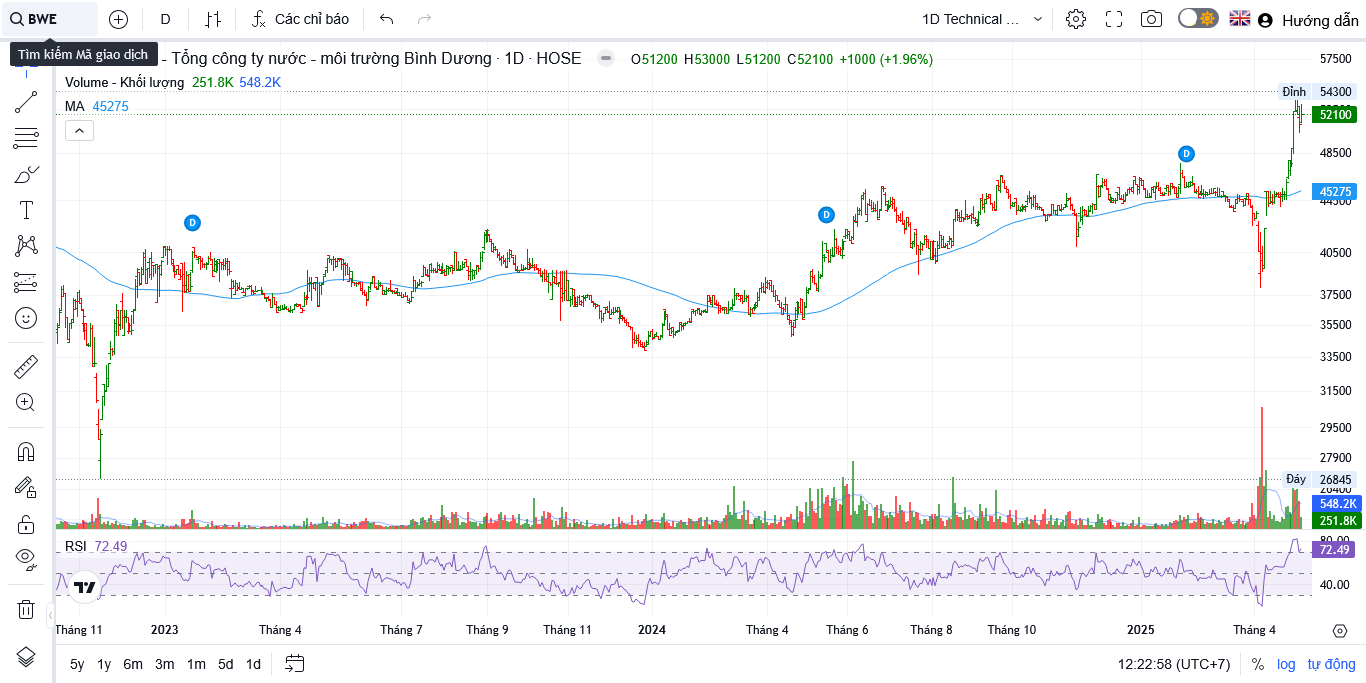 BWE
D
Các chỉ báo
1D Technical ...
Hướng dẫn
Tìm kiếm Mã giao dịch
- Tổng công ty nước - môi trường Bình Dương · 1D · HOSE
O51200 H53000 L51200 C52100 +1000 (+1.96%)
Volume - Khối lượng 251.8K 548.2K
MA 45275
57500
Đỉnh 54300
52100
48500
45275
44500
40500
37500
35500
33500
31500
29500
27900
Đáy 26845
26400
548.2K
251.8K
D
D
D
RSI 72.49
80.00
72.49
40.00
Tháng 11 2023 Tháng 4 Tháng 7 Tháng 9 Tháng 11 2024 Tháng 4 Tháng 6 Tháng 8 Tháng 10 2025 Tháng 4
5y 1y 6m 3m 1m 5d 1d
12:22:58 (UTC+7) % log tự động